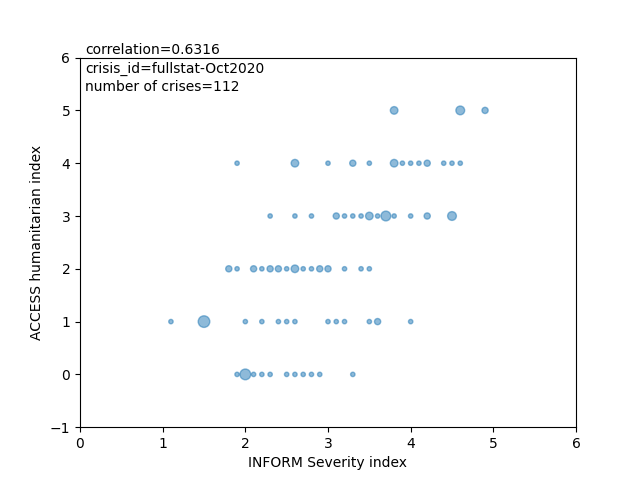 correlation=0.6316
crisis_id=fullstat-Oct2020
number of crises=112
6
5
4
3
2
1
0
−1
ACCESS humanitarian index
0 1 2 3 4 5 6
INFORM Severity index